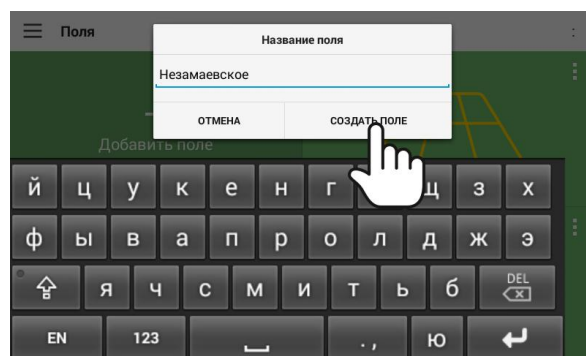 Поля
Название поля
Незамаевское
ОТМЕНА
СОЗДАТЬ ПОЛЕ
Добавить поле
й ц у к е н г щ з х
ф ы в а п р о л д ж э
я ч с м и т ь б DEL
EN 123 . , ю